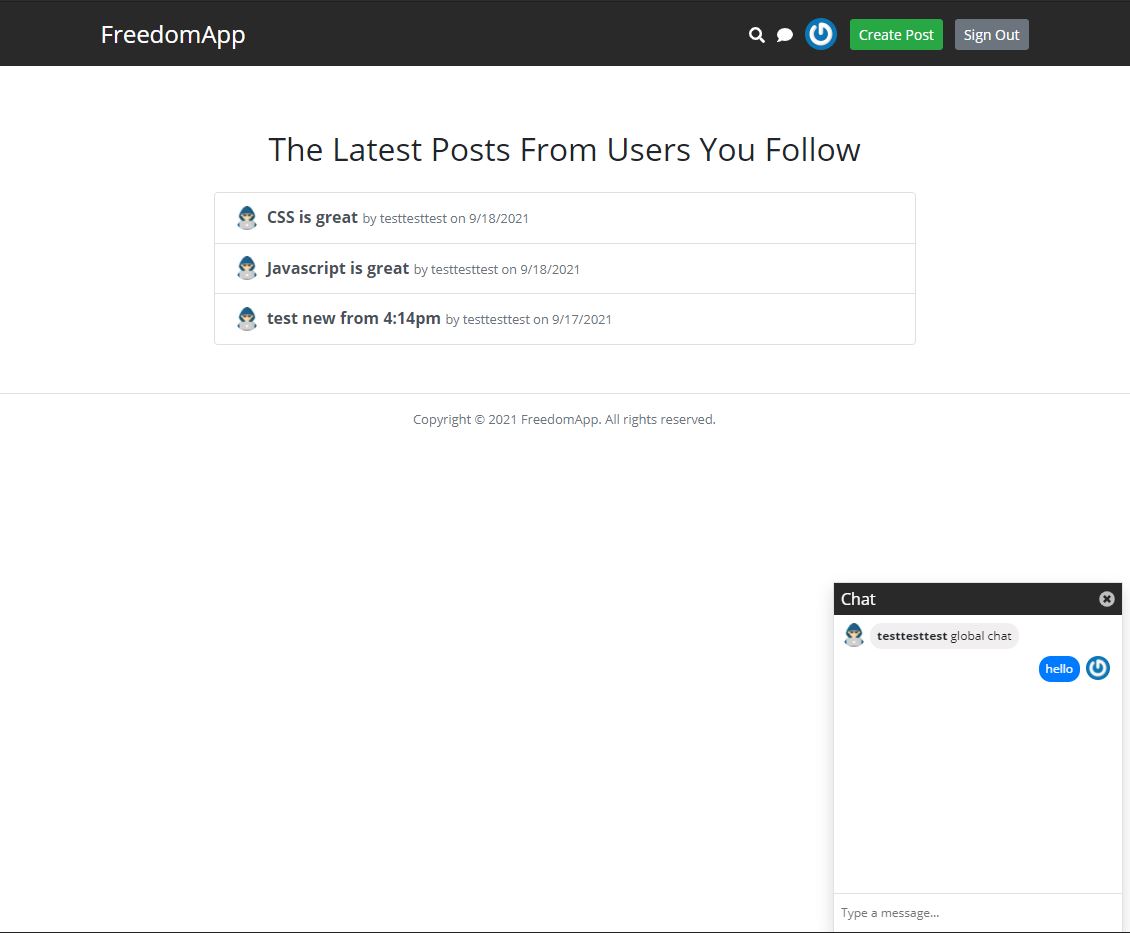 FreedomApp
Create Post
Sign Out
The Latest Posts From Users You Follow
CSS is great by testtesttest on 9/18/2021
Javascript is great by testtesttest on 9/18/2021
test new from 4:14pm by testtesttest on 9/17/2021
Copyright © 2021 FreedomApp. All rights reserved.
Chat
testtesttest global chat
hello
Type a message...